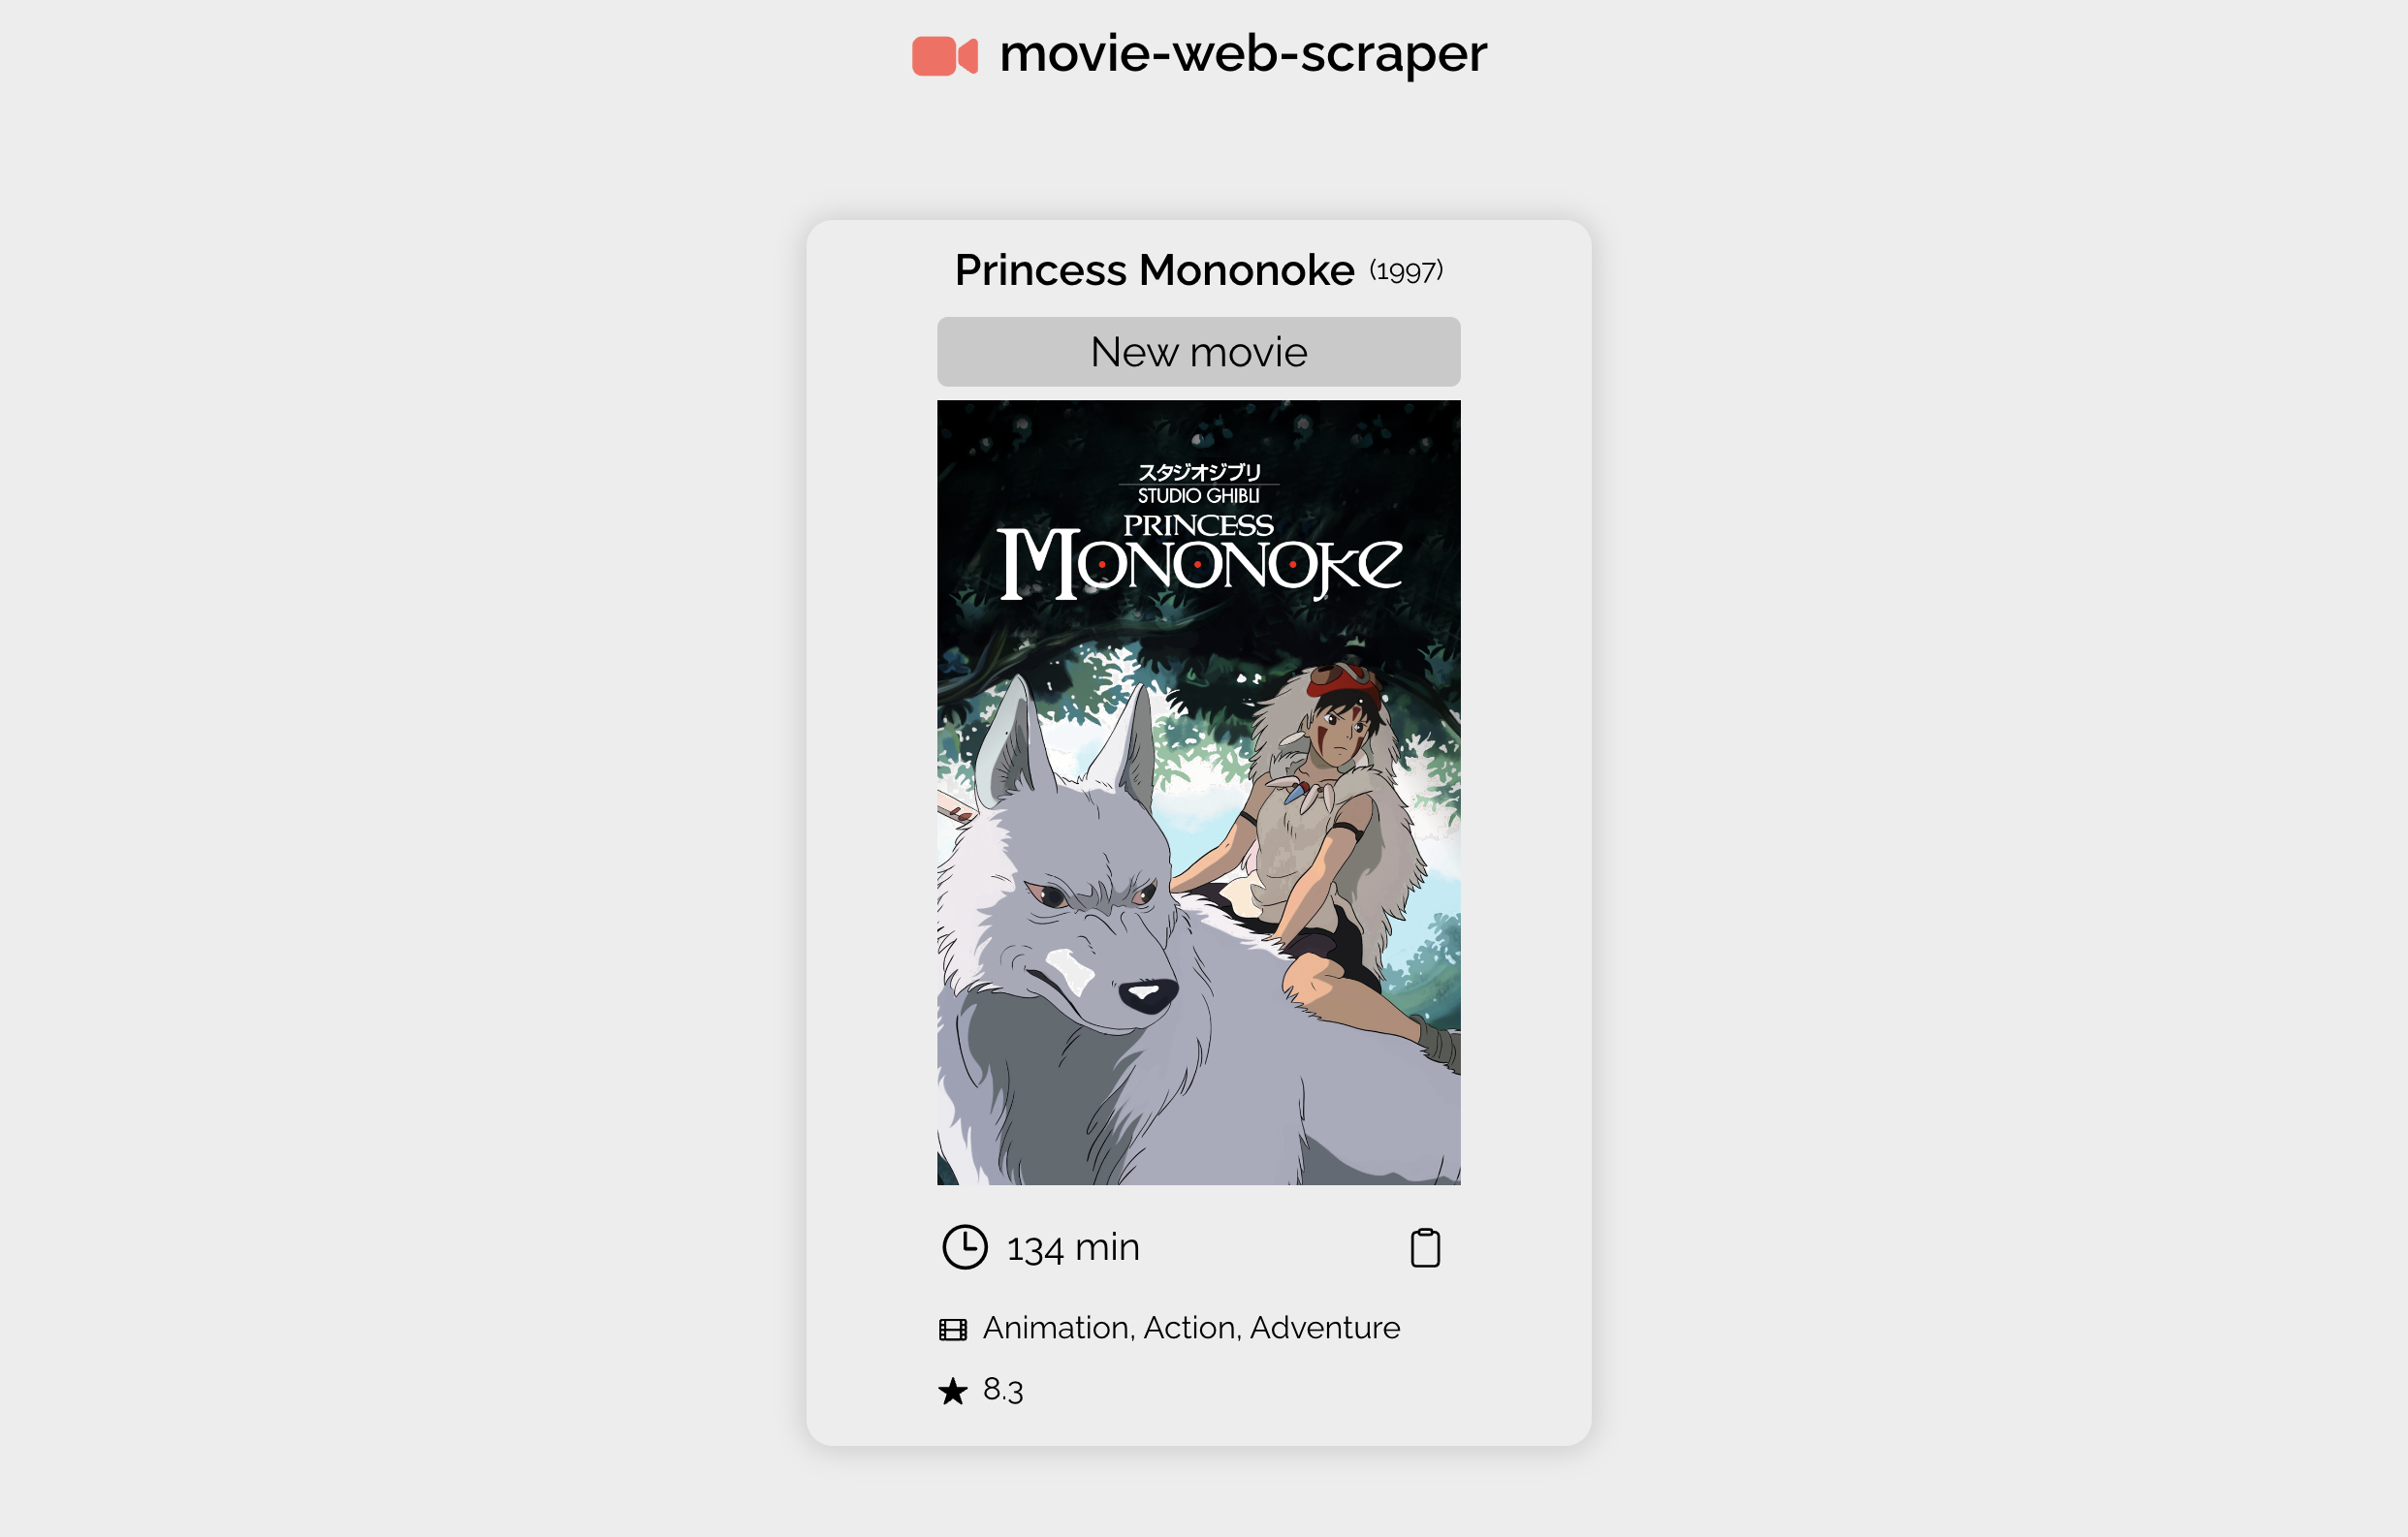 movie-web-scraper
Princess Mononoke (1997)
New movie
スタジオジブリ
STUDIO GHIBLI
PRINCESS
MONONOKE
134 min
Animation, Action, Adventure
8.3